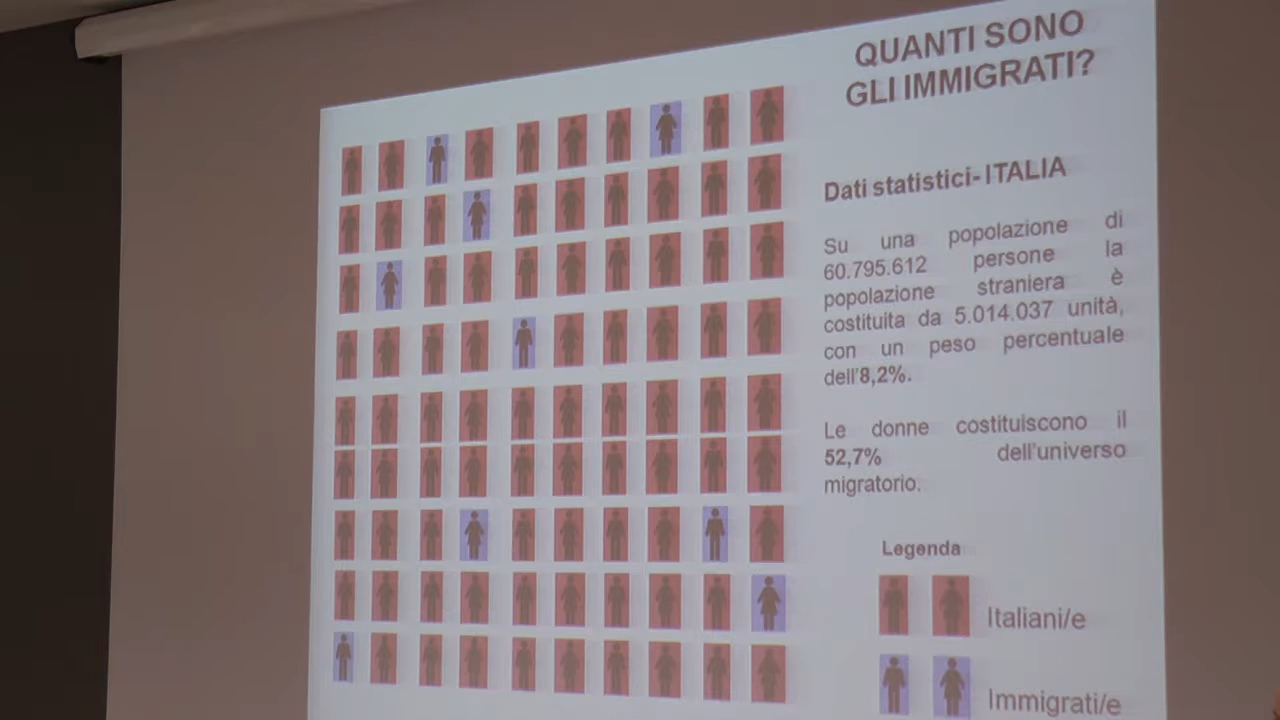 QUANTI SONO
GLI IMMIGRATI?
Dati statistici- ITALIA
Su una popolazione di
60.795.612 persone la
popolazione straniera è
costituita da 5.014.037 unità,
con un peso percentuale
dell'8,2%.
Le donne costituiscono il
52,7% dell'universo
migratorio.
Legenda
Italiani/e
Immigrati/e